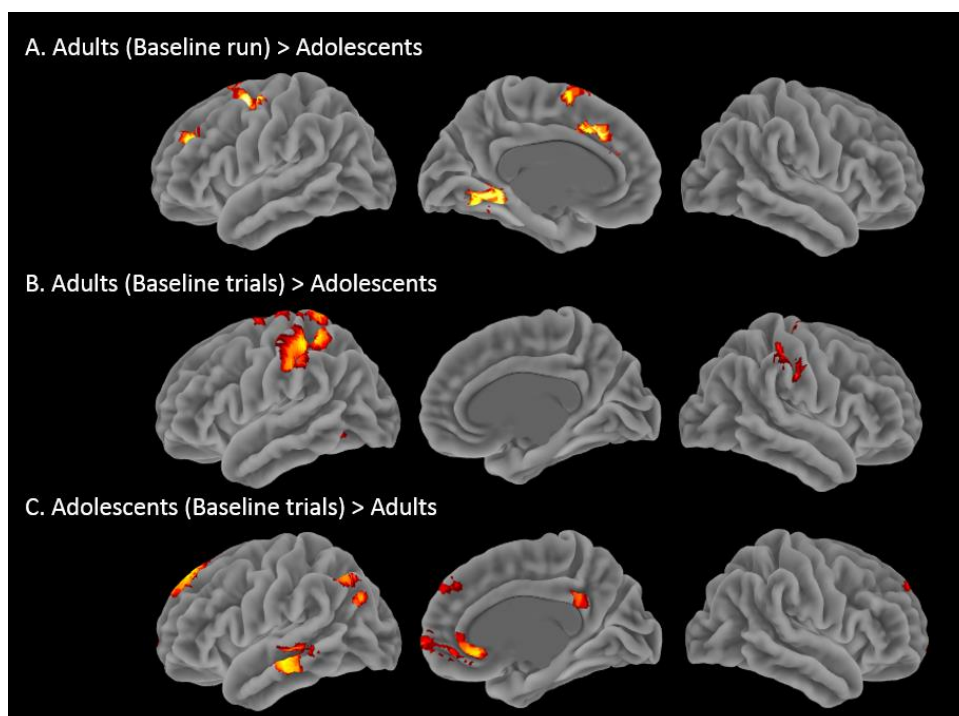 A. Adults (Baseline run) > Adolescents
B. Adults (Baseline trials) > Adolescents
C. Adolescents (Baseline trials) > Adults